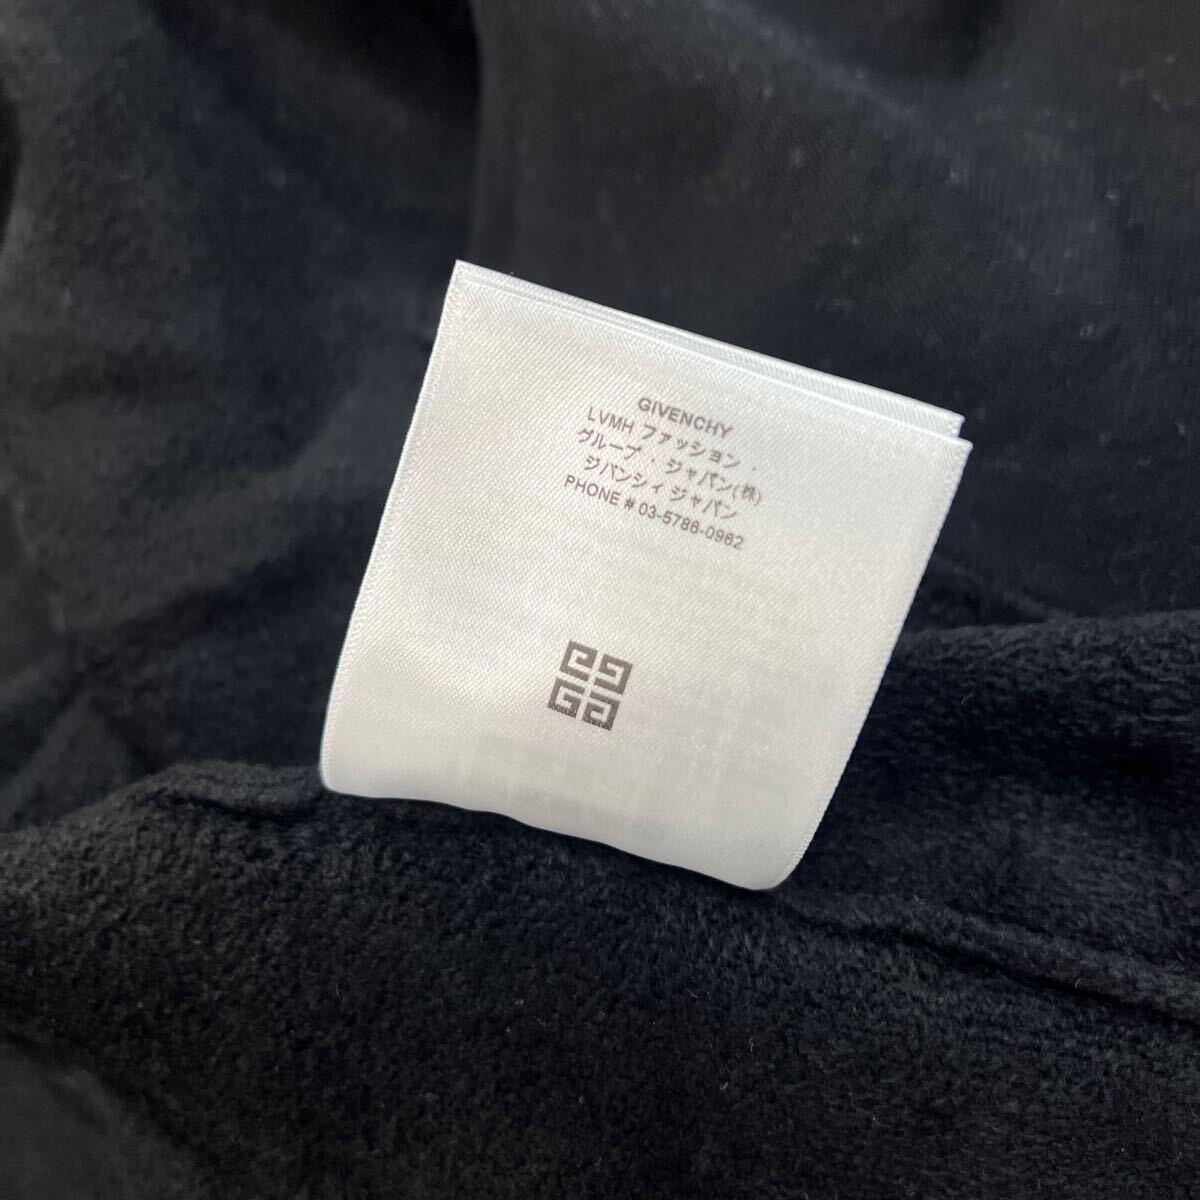 GIVENCHY
LVMH ファッション・
グループ・ジャパン(株)
ジバンシィ ジャパン
PHONE # 03-5786-0962